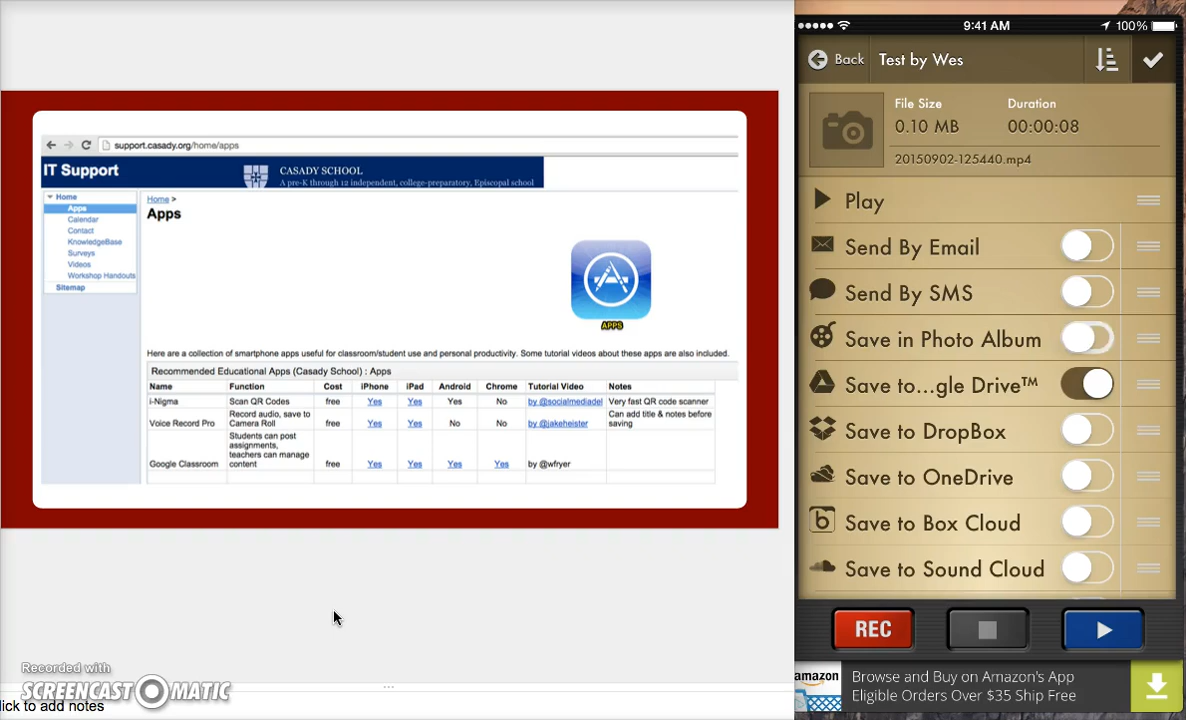 support.casady.org/home/apps
IT Support
CASADY SCHOOL
A pre-K through 12 independent, college-preparatory, Episcopal school
Home
Apps
Calendar
Contact
KnowledgeBase
Surveys
Videos
Workshop Handouts
Sitemap
Home >
Apps
APPS
Here are a collection of smartphone apps useful for classroom/student use and personal productivity. Some tutorial videos about these apps are also included.
Recommended Educational Apps (Casady School) : Apps
Name Function Cost iPhone iPad Android Chrome Tutorial Video Notes
i-Nigma Scan QR Codes free Yes Yes Yes No by @socialmediadel Very fast QR code scanner
Voice Record Pro Record audio, save to Camera Roll free Yes Yes No No by @jakeheister Can add title & notes before saving
Google Classroom Students can post assignments, teachers can manage content free Yes Yes Yes Yes by @wfryer
Recorded with
SCREENCAST O MATIC
lick to add notes
9:41 AM
100%
Back
Test by Wes
File Size
Duration
0.10 MB
00:00:08
20150902-125440.mp4
Play
Send By Email
Send By SMS
Save in Photo Album
Save to...gle Drive™
Save to DropBox
Save to OneDrive
b Save to Box Cloud
Save to Sound Cloud
REC
amazon
Browse and Buy on Amazon's App
Eligible Orders Over $35 Ship Free